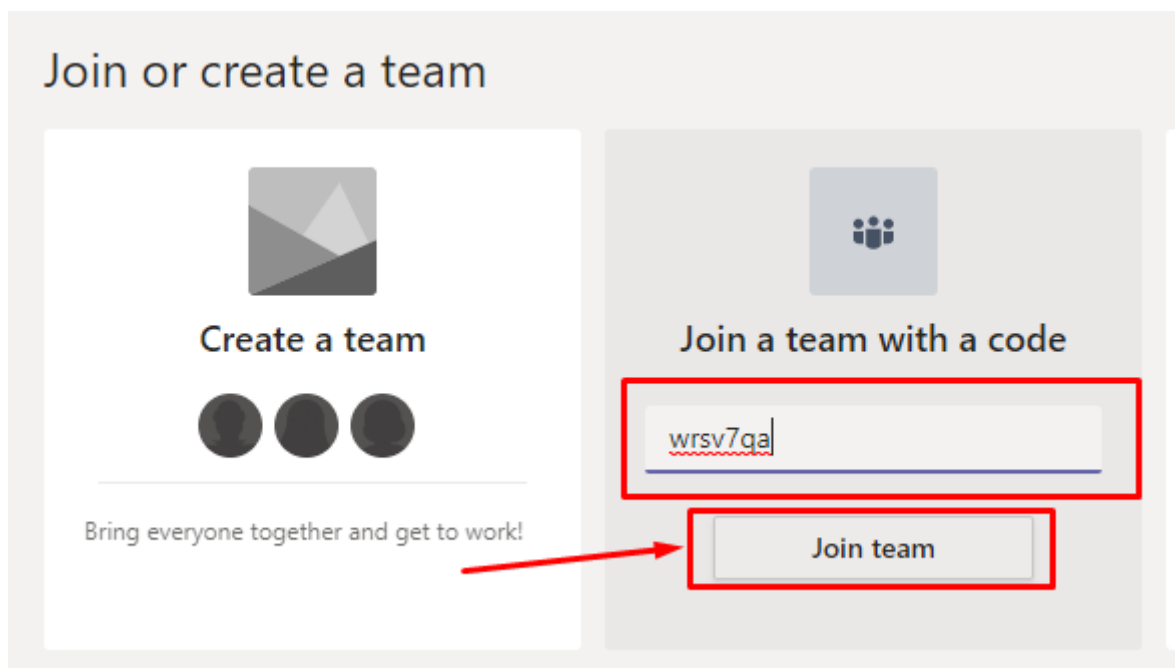 Join or create a team
Create a team
Bring everyone together and get to work!
Join a team with a code
wrsv7qa
Join team